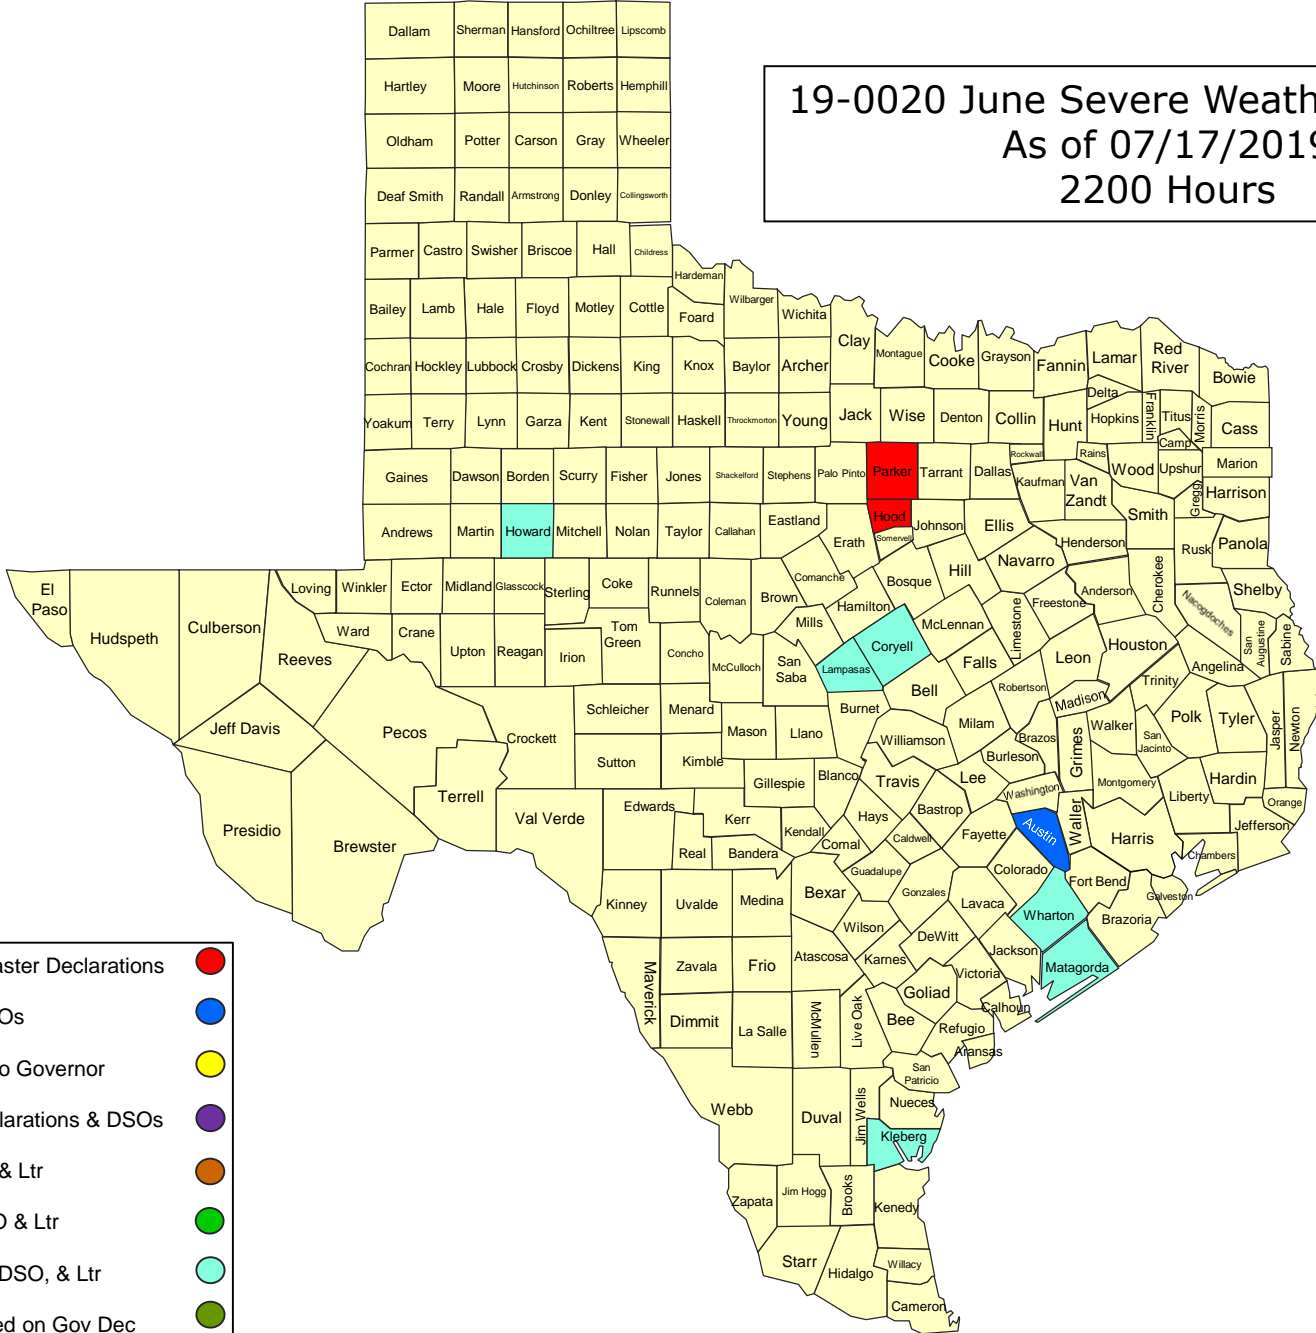 19-0020 June Severe Weath
As of 07/17/2019
2200 Hours
Dallam Sherman Hansford Ochiltree Lipscomb
Hartley Moore Hutchinson Roberts Hemphill
Oldham Potter Carson Gray Wheeler
Deaf Smith Randall Armstrong Donley Collingsworth
Parmer Castro Swisher Briscoe Hall Childress
Hardeman
Bailey Lamb Hale Floyd Motley Cottle Foard Wilbarger Wichita
Clay Montague Cooke Grayson Fannin Lamar Red
River Bowie
Cochran Hockley Lubbock Crosby Dickens King Knox Baylor Archer
Delta
Yoakum Terry Lynn Garza Kent Stonewall Haskell Throckmorton Young Jack Wise Denton Collin Hunt Hopkins Franklin Titus Morris Cass
Camp
Gaines Dawson Borden Scurry Fisher Jones Shackelford Stephens Palo Pinto Parker Tarrant Dallas Rockwall Rains Wood Upshur Marion
Kaufman Van
Zandt Gregg Harrison
Andrews Martin Howard Mitchell Nolan Taylor Callahan Eastland Hood Johnson Ellis Smith
Erath Somervell Henderson Rusk Panola
El
Paso Hudspeth Culberson Loving Winkler Ector Midland Glasscock Sterling Coke Runnels Coleman Brown Comanche Bosque Hill Navarro Anderson Cherokee Nacogdoches Shelby
Hamilton Freestone Limestone
Reeves Ward Crane Upton Reagan Irion Tom
Green Concho McCulloch San
Saba Mills Lampasas Coryell McLennan Falls Leon Houston Angelina San
Augustine Sabine
Jeff Davis Pecos Crockett Schleicher Menard Mason Llano Burnet Bell Milam Robertson Madison Trinity Polk Tyler Jasper Newton
Walker San
Jacinto
Sutton Kimble Gillespie Blanco Williamson Travis Lee Burleson Brazos Grimes Montgomery Liberty Hardin Orange
Washington
Presidio Brewster Terrell Val Verde Edwards Kerr Kendall Hays Bastrop Fayette Austin Waller Harris Jefferson
Real Bandera Comal Caldwell Chambers
Guadalupe Colorado Fort Bend Galveston
Kinney Uvalde Medina Bexar Gonzales Lavaca Wharton Brazoria
Wilson DeWitt
Maverick Zavala Frio Atascosa Karnes Jackson Matagorda
Goliad Victoria
Dimmit La Salle McMullen Live Oak Bee Calhoun
Refugio
Aransas
San
Patricio
Webb Duval Jim Wells Nueces
Kleberg
Zapata Jim Hogg Brooks Kenedy
Starr Hidalgo Willacy
Cameron
aster Declarations
Os
o Governor
larations & DSOs
& Ltr
O & Ltr
DSO, & Ltr
ed on Gov Dec